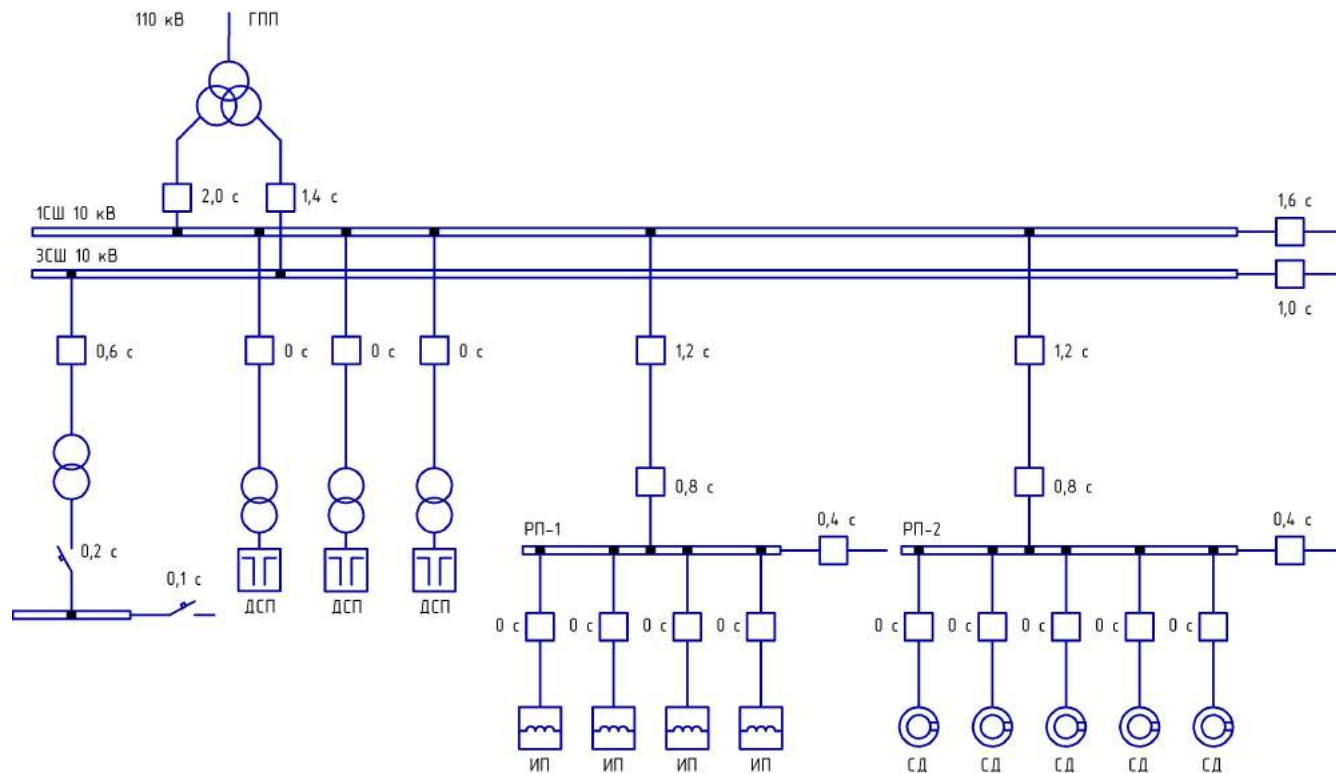 110 кВ ГПП
2,0 с 1,4 с
1СШ 10 кВ 1,6 с
3СШ 10 кВ
1,0 с
0,6 с 0 с 0 с 0 с 1,2 с 1,2 с
0,8 с 0,8 с
РП-1 0,4 с РП-2 0,4 с
0,2 с
0,1 с
ДСП ДСП ДСП
0 с 0 с 0 с 0 с 0 с 0 с 0 с 0 с 0 с
ИП ИП ИП ИП СД СД СД СД СД